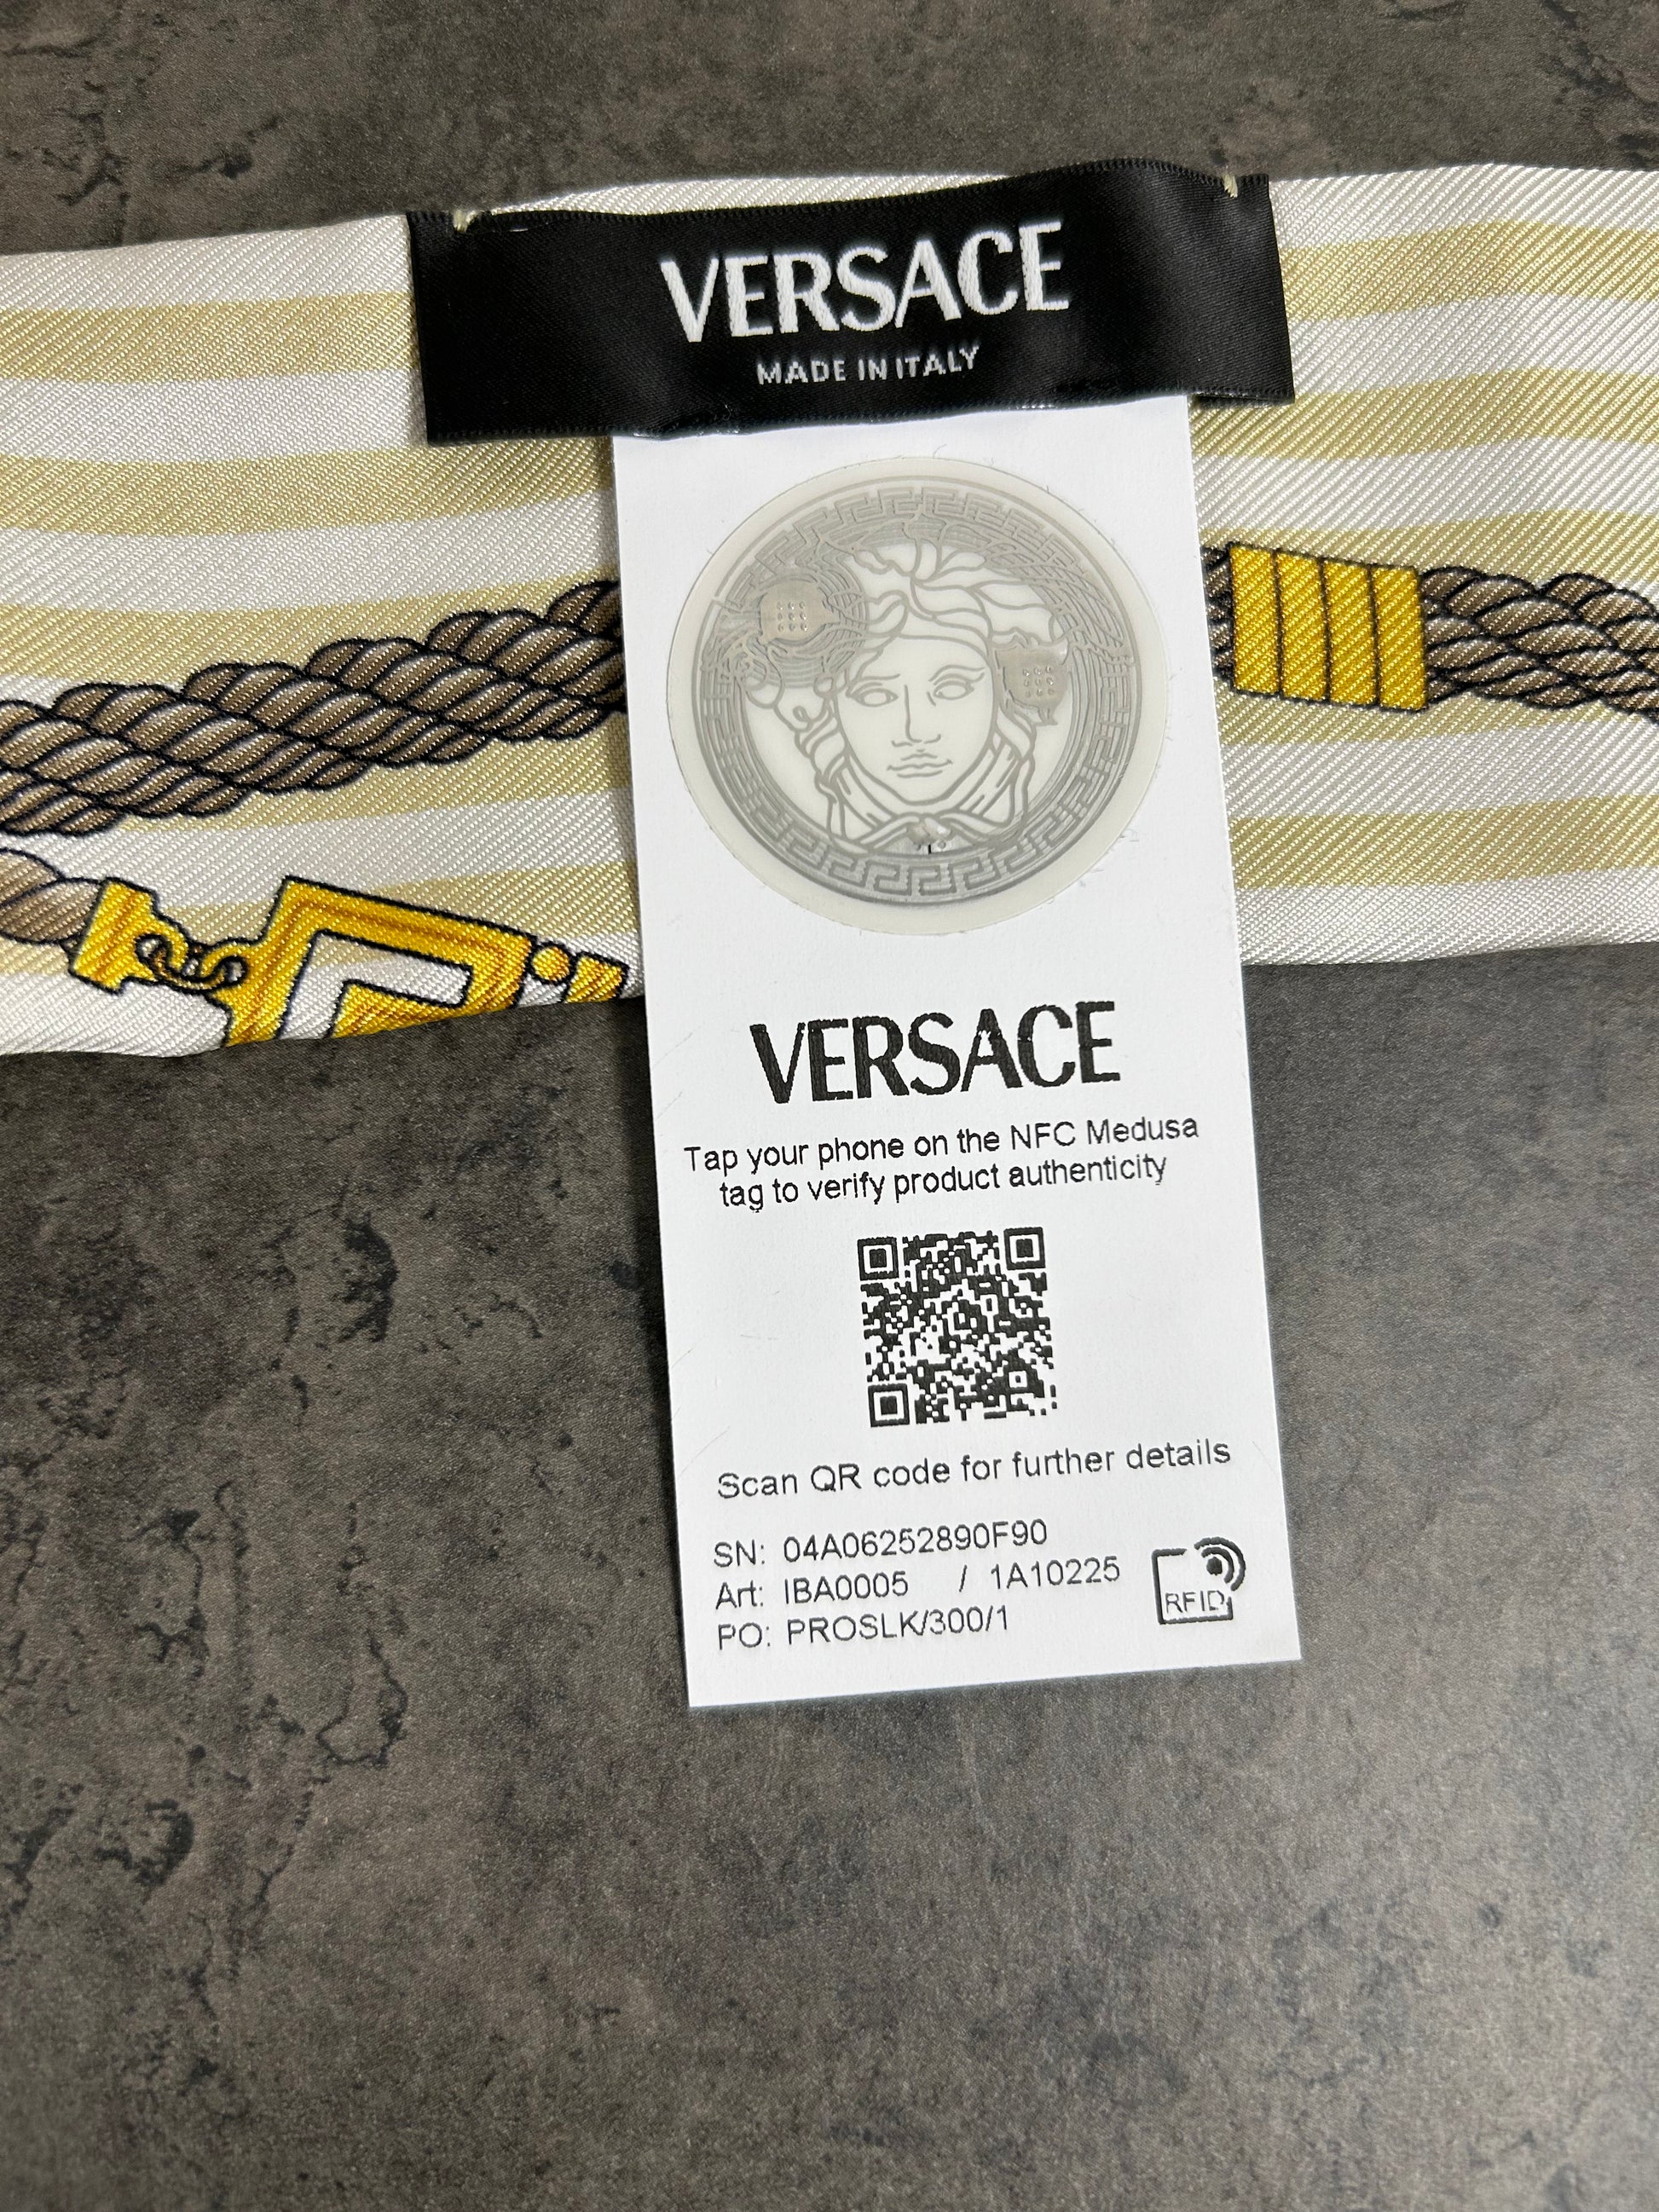 VERSACE
MADE IN ITALY
VERSACE
Tap your phone on the NFC Medusa
tag to verify product authenticity
Scan QR code for further details
SN: 04A06252890F90
Art: IBA0005 / 1A10225
PO: PROSLK/300/1
RFID